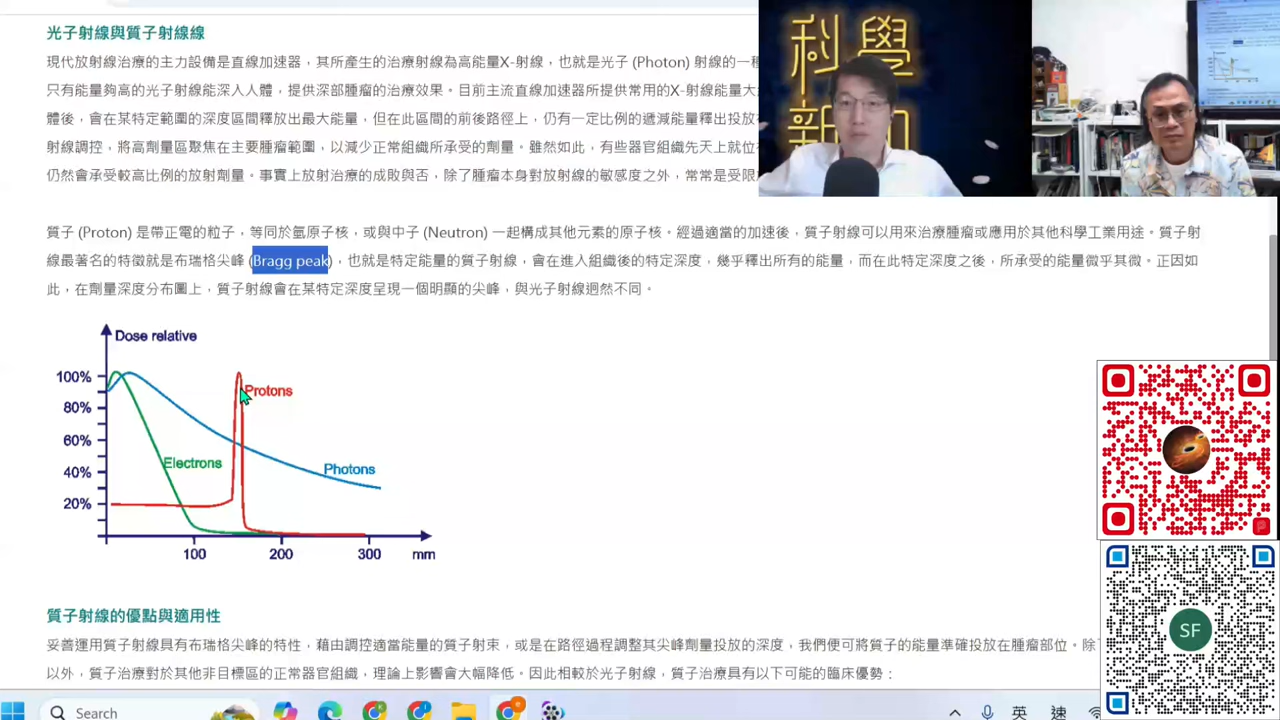 光子射線與質子射線線
現代放射線治療的主力設備是直線加速器，其所產生的治療射線為高能量X-射線，也就是光子 (Photon) 射線的一種
只有能量夠高的光子射線能深入人體，提供深部腫瘤的治療效果。目前主流直線加速器所提供常用的X-射線能量大
體後，會在某特定範圍的深度區間釋放出最大能量，但在此區間的前後路徑上，仍有一定比例的遞減能量釋出投放
射線調控，將高劑量區聚焦在主要腫瘤範圍，以減少正常組織所承受的劑量。雖然如此，有些器官組織先天上就位
仍然會承受較高比例的放射劑量。事實上放射治療的成敗與否，除了腫瘤本身對放射線的敏感度之外，常常是受限
科學
新
質子 (Proton) 是帶正電的粒子，等同於氫原子核，或與中子 (Neutron) 一起構成其他元素的原子核。經過適當的加速後，質子射線可以用來治療腫瘤或應用於其他科學工業用途。質子射
線最著名的特徵就是布瑞格尖峰 (Bragg peak)，也就是特定能量的質子射線，會在進入組織後的特定深度，幾乎釋出所有的能量，而在此特定深度之後，所承受的能量微乎其微。正因如
此，在劑量深度分布圖上，質子射線會在某特定深度呈現一個明顯的尖峰，與光子射線迥然不同。
Dose relative
100%
80%
60%
40%
20%
Protons
Electrons
Photons
100 200 300 mm
質子射線的優點與適用性
妥善運用質子射線具有布瑞格尖峰的特性，藉由調控適當能量的質子射束，或是在路徑過程調整其尖峰劑量投放的深度，我們便可將質子的能量準確投放在腫瘤部位。除
以外，質子治療對於其他非目標區的正常器官組織，理論上影響會大大降低。因此相較於光子射線，質子治療具有以下可能的臨床優勢：
SF
Search
英
速